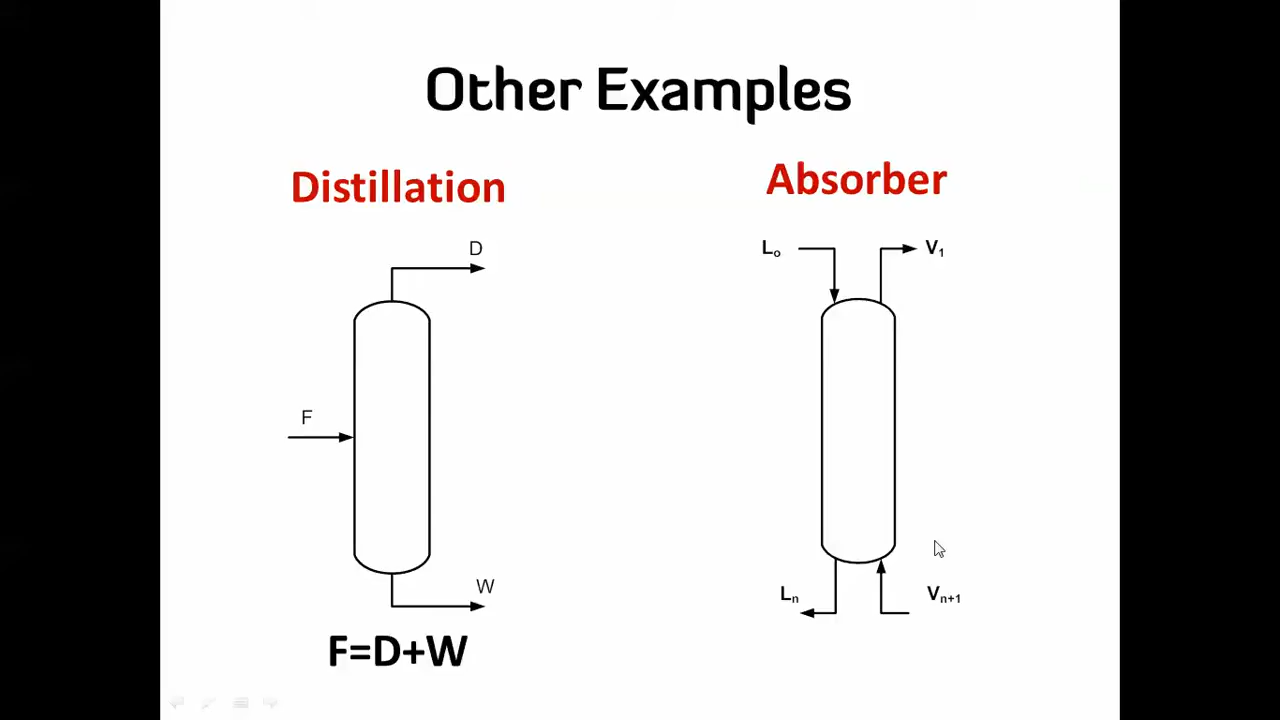 Other Examples
Distillation
D
F
W
F=D+W
Absorber
Lo
V1
Ln
Vn+1